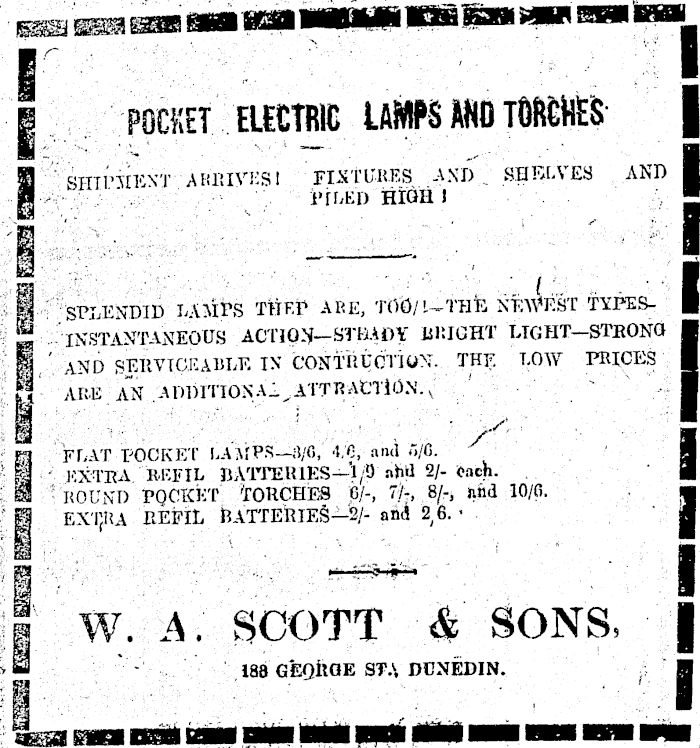 POCKET ELECTRIC LAMPS AND TORCHES
SHIPMENT ARRIVES! FIXTURES AND SHELVES AND
PILED HIGH!
SPLENDID LAMPS THEP ARE, TOO/!—THE NEWEST TYPES—
INSTANTANEOUS ACTION—STEADY BRIGHT LIGHT—STRONG
AND SERVICEABLE IN CONTRUCTION. THE LOW PRICES
ARE AN ADDITIONAL ATTRACTION.
FLAT POCKET LAMPS—3/6, 4/6, and 5/6.
EXTRA REFIL BATTERIES—1/9 and 2/- each.
ROUND POCKET TORCHES 6/-, 7/-, 8/-, and 10/6.
EXTRA REFIL BATTERIES—2/- and 2/6.
W. A. SCOTT & SONS,
188 GEORGE ST., DUNEDIN.